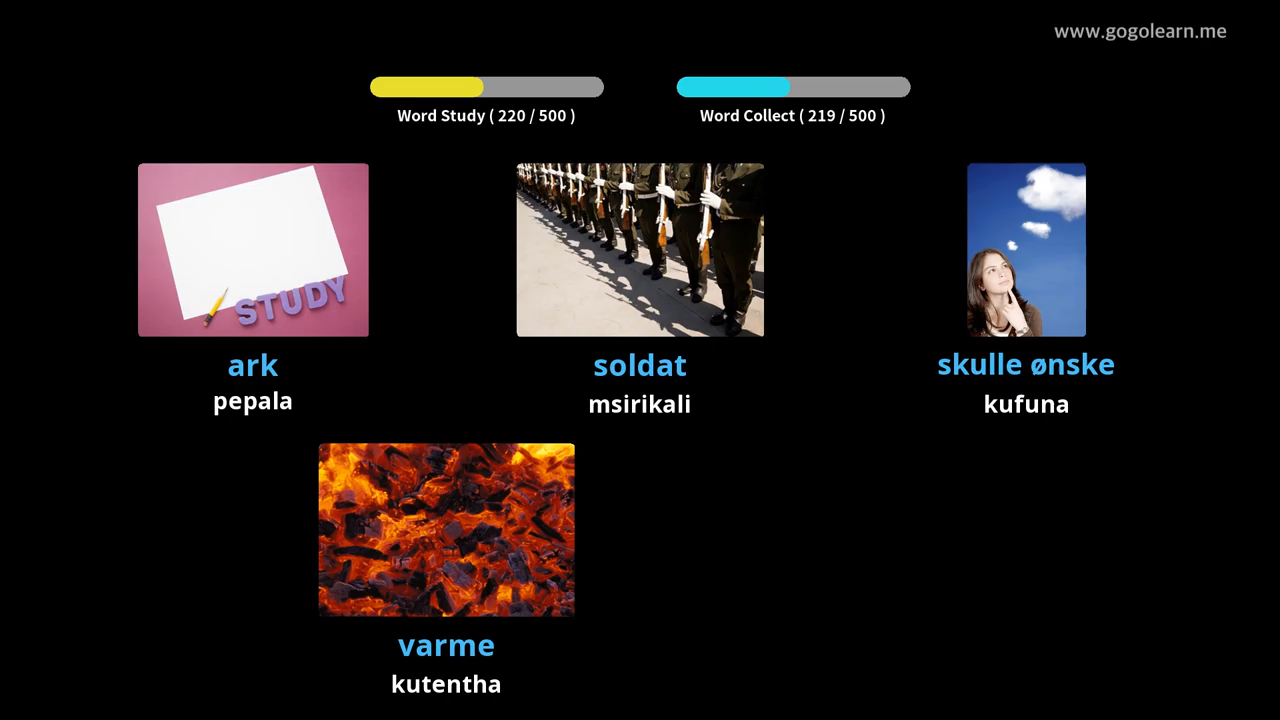 www.gogolearn.me
Word Study ( 220 / 500 )
Word Collect ( 219 / 500 )
STUDY
ark
pepala
soldat
msirikali
skulle ønske
kufuna
varme
kutentha